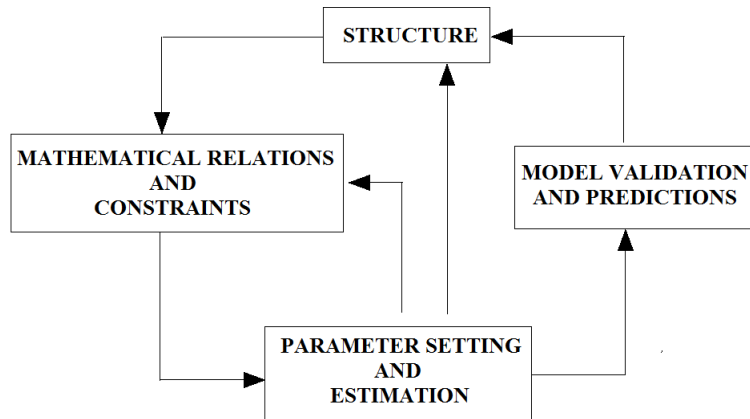 STRUCTURE
MATHEMATICAL RELATIONS
AND
CONSTRAINTS
MODEL VALIDATION
AND PREDICTIONS
PARAMETER SETTING
AND
ESTIMATION